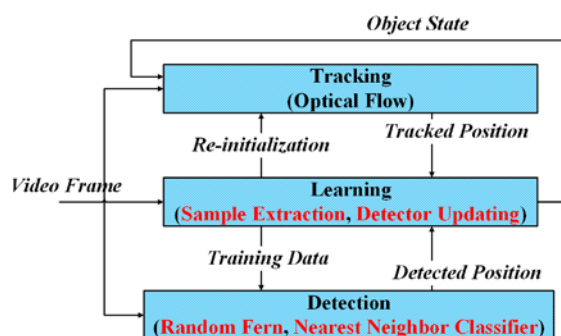 Object State
Tracking
(Optical Flow)
Re-initialization
Tracked Position
Video Frame
Learning
(Sample Extraction, Detector Updating)
Training Data
Detected Position
Detection
(Random Fern, Nearest Neighbor Classifier)